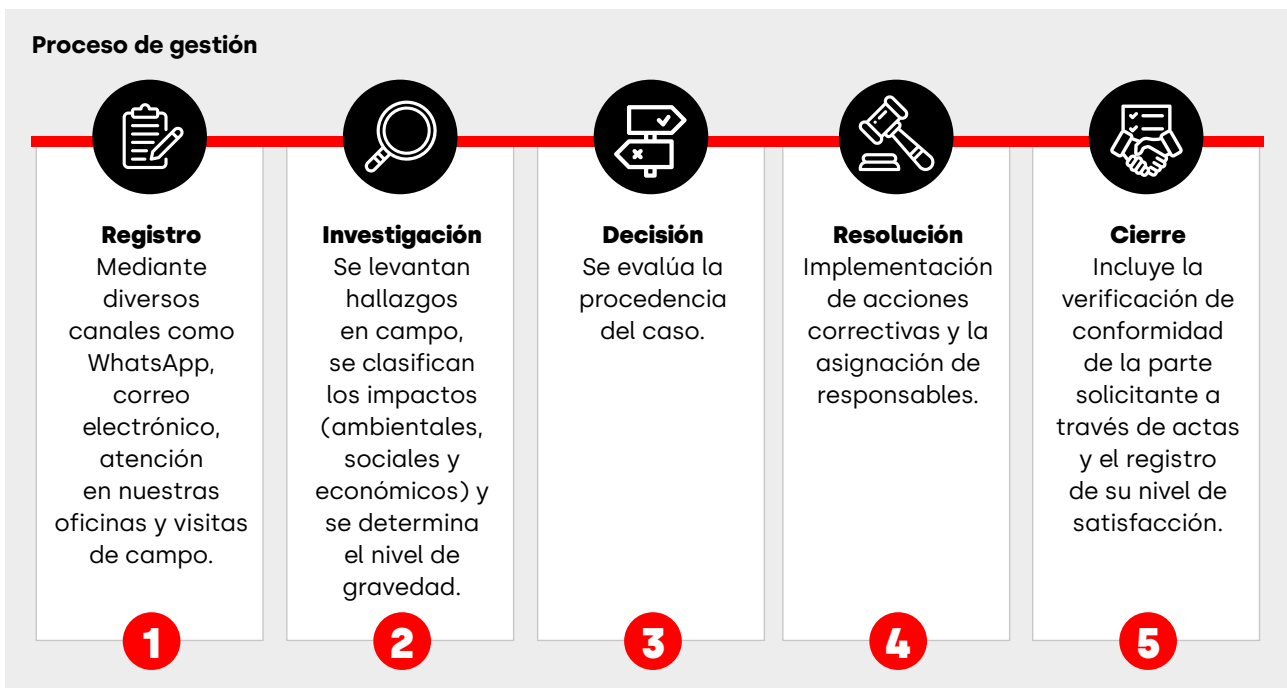 Proceso de gestión
Registro
Mediante
diversos
canales como
WhatsApp,
correo
electrónico,
atención
en nuestras
oficinas y visitas
de campo.
1
Investigación
Se levantan
hallazgos
en campo,
se clasifican
los impactos
(ambientales,
sociales y
económicos) y
se determina
el nivel de
gravedad.
2
Decisión
Se evalúa la
procedencia
del caso.
3
Resolución
Implementación
de acciones
correctivas y la
asignación de
responsables.
4
Cierre
Incluye la
verificación de
conformidad
de la parte
solicitante a
través de actas
y el registro
de su nivel de
satisfacción.
5